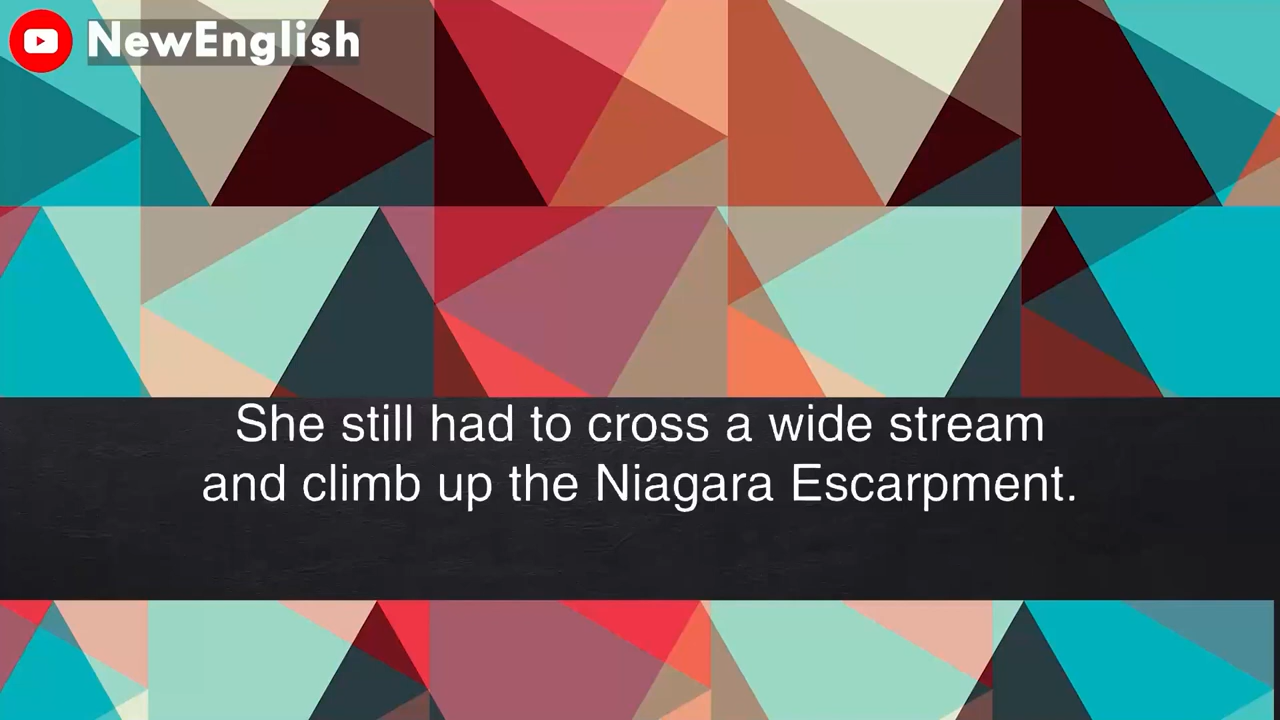 NewEnglish
She still had to cross a wide stream
and climb up the Niagara Escarpment.